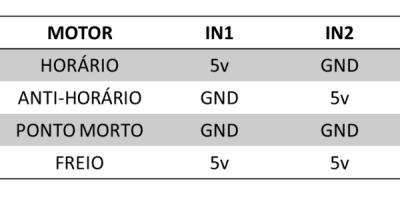 MOTOR IN1 IN2
HORÁRIO 5v GND
ANTI-HORÁRIO GND 5v
PONTO MORTO GND GND
FREIO 5v 5v